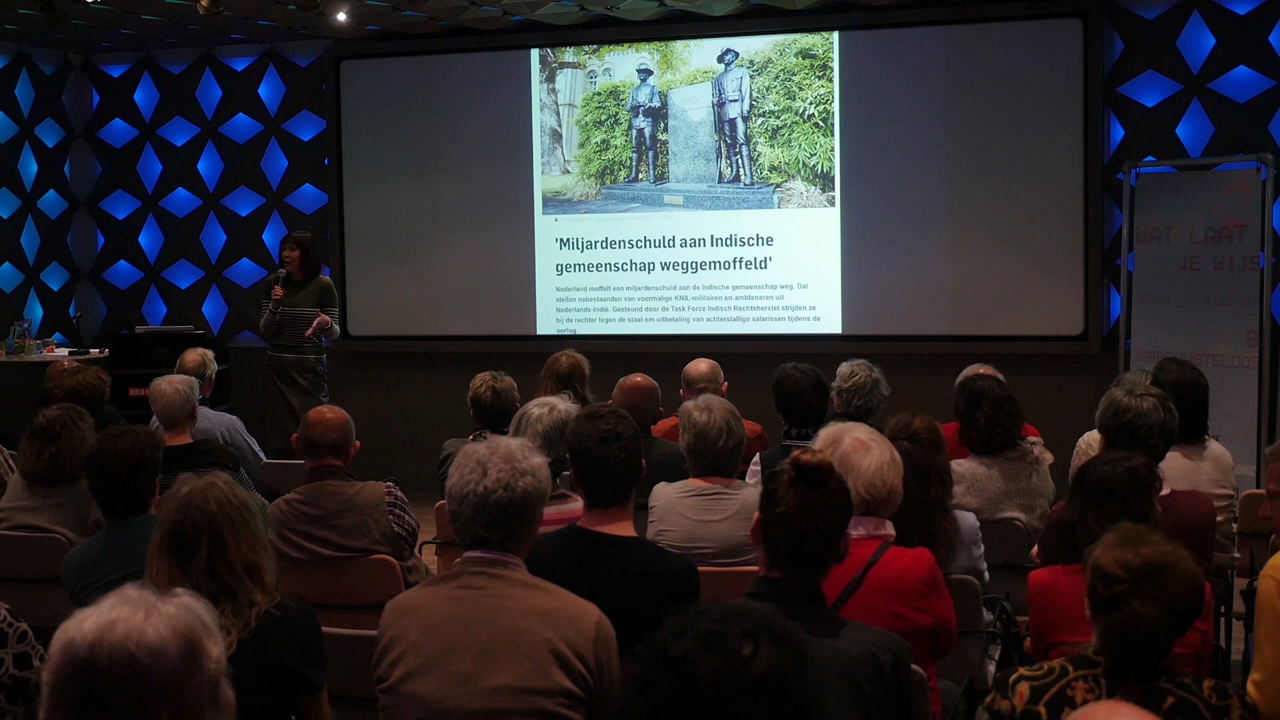 'Miljardenschuld aan Indische
gemeenschap weggemoffeld'
Nederland moffelt een miljardenschuld aan de Indische gemeenschap weg. Dat
stellen nabestaanden van voormalige KNIL-militairen en ambtenaren uit
Nederlands-Indië. Gesteund door de Task Force Indisch Rechtsherstel strijden ze
bij de rechter tegen de staat om uitbetaling van achterstallige salarissen tijdens de
oorlog.
WAT LAAT
JE WIJS